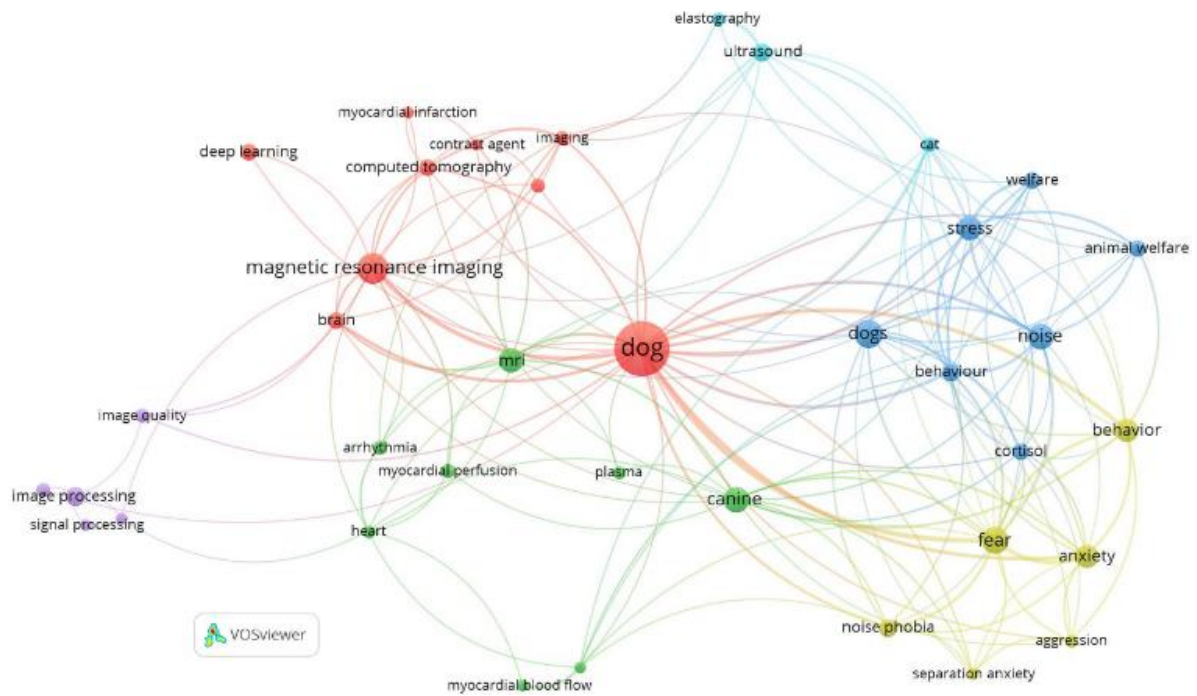 elastography
ultrasound
myocardial infarction
deep learning
contrast agent
imaging
computed tomography
cat
welfare
stress
animal welfare
magnetic resonance imaging
brain
dog
mri
dogs
noise
behaviour
image quality
behavior
arrhythmia
myocardial perfusion
plasma
cortisol
image processing
canine
signal processing
heart
fear
anxiety
noise phobia
VOSviewer
aggression
separation anxiety
myocardial blood flow